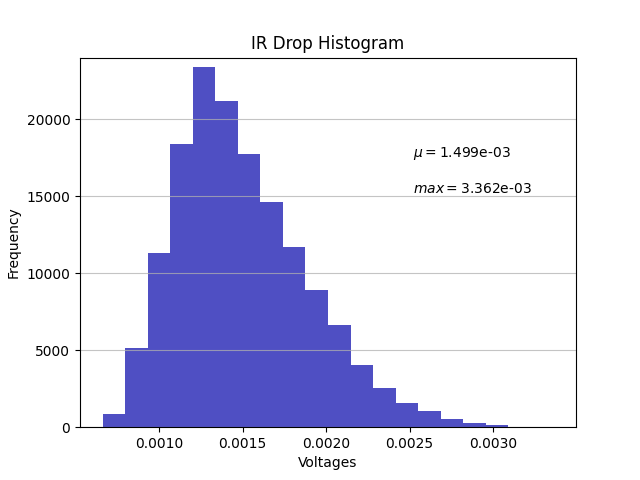 IR Drop Histogram
Frequency
20000
15000
10000
5000
0
μ = 1.499e-03
max = 3.362e-03
0.0010 0.0015 0.0020 0.0025 0.0030
Voltages